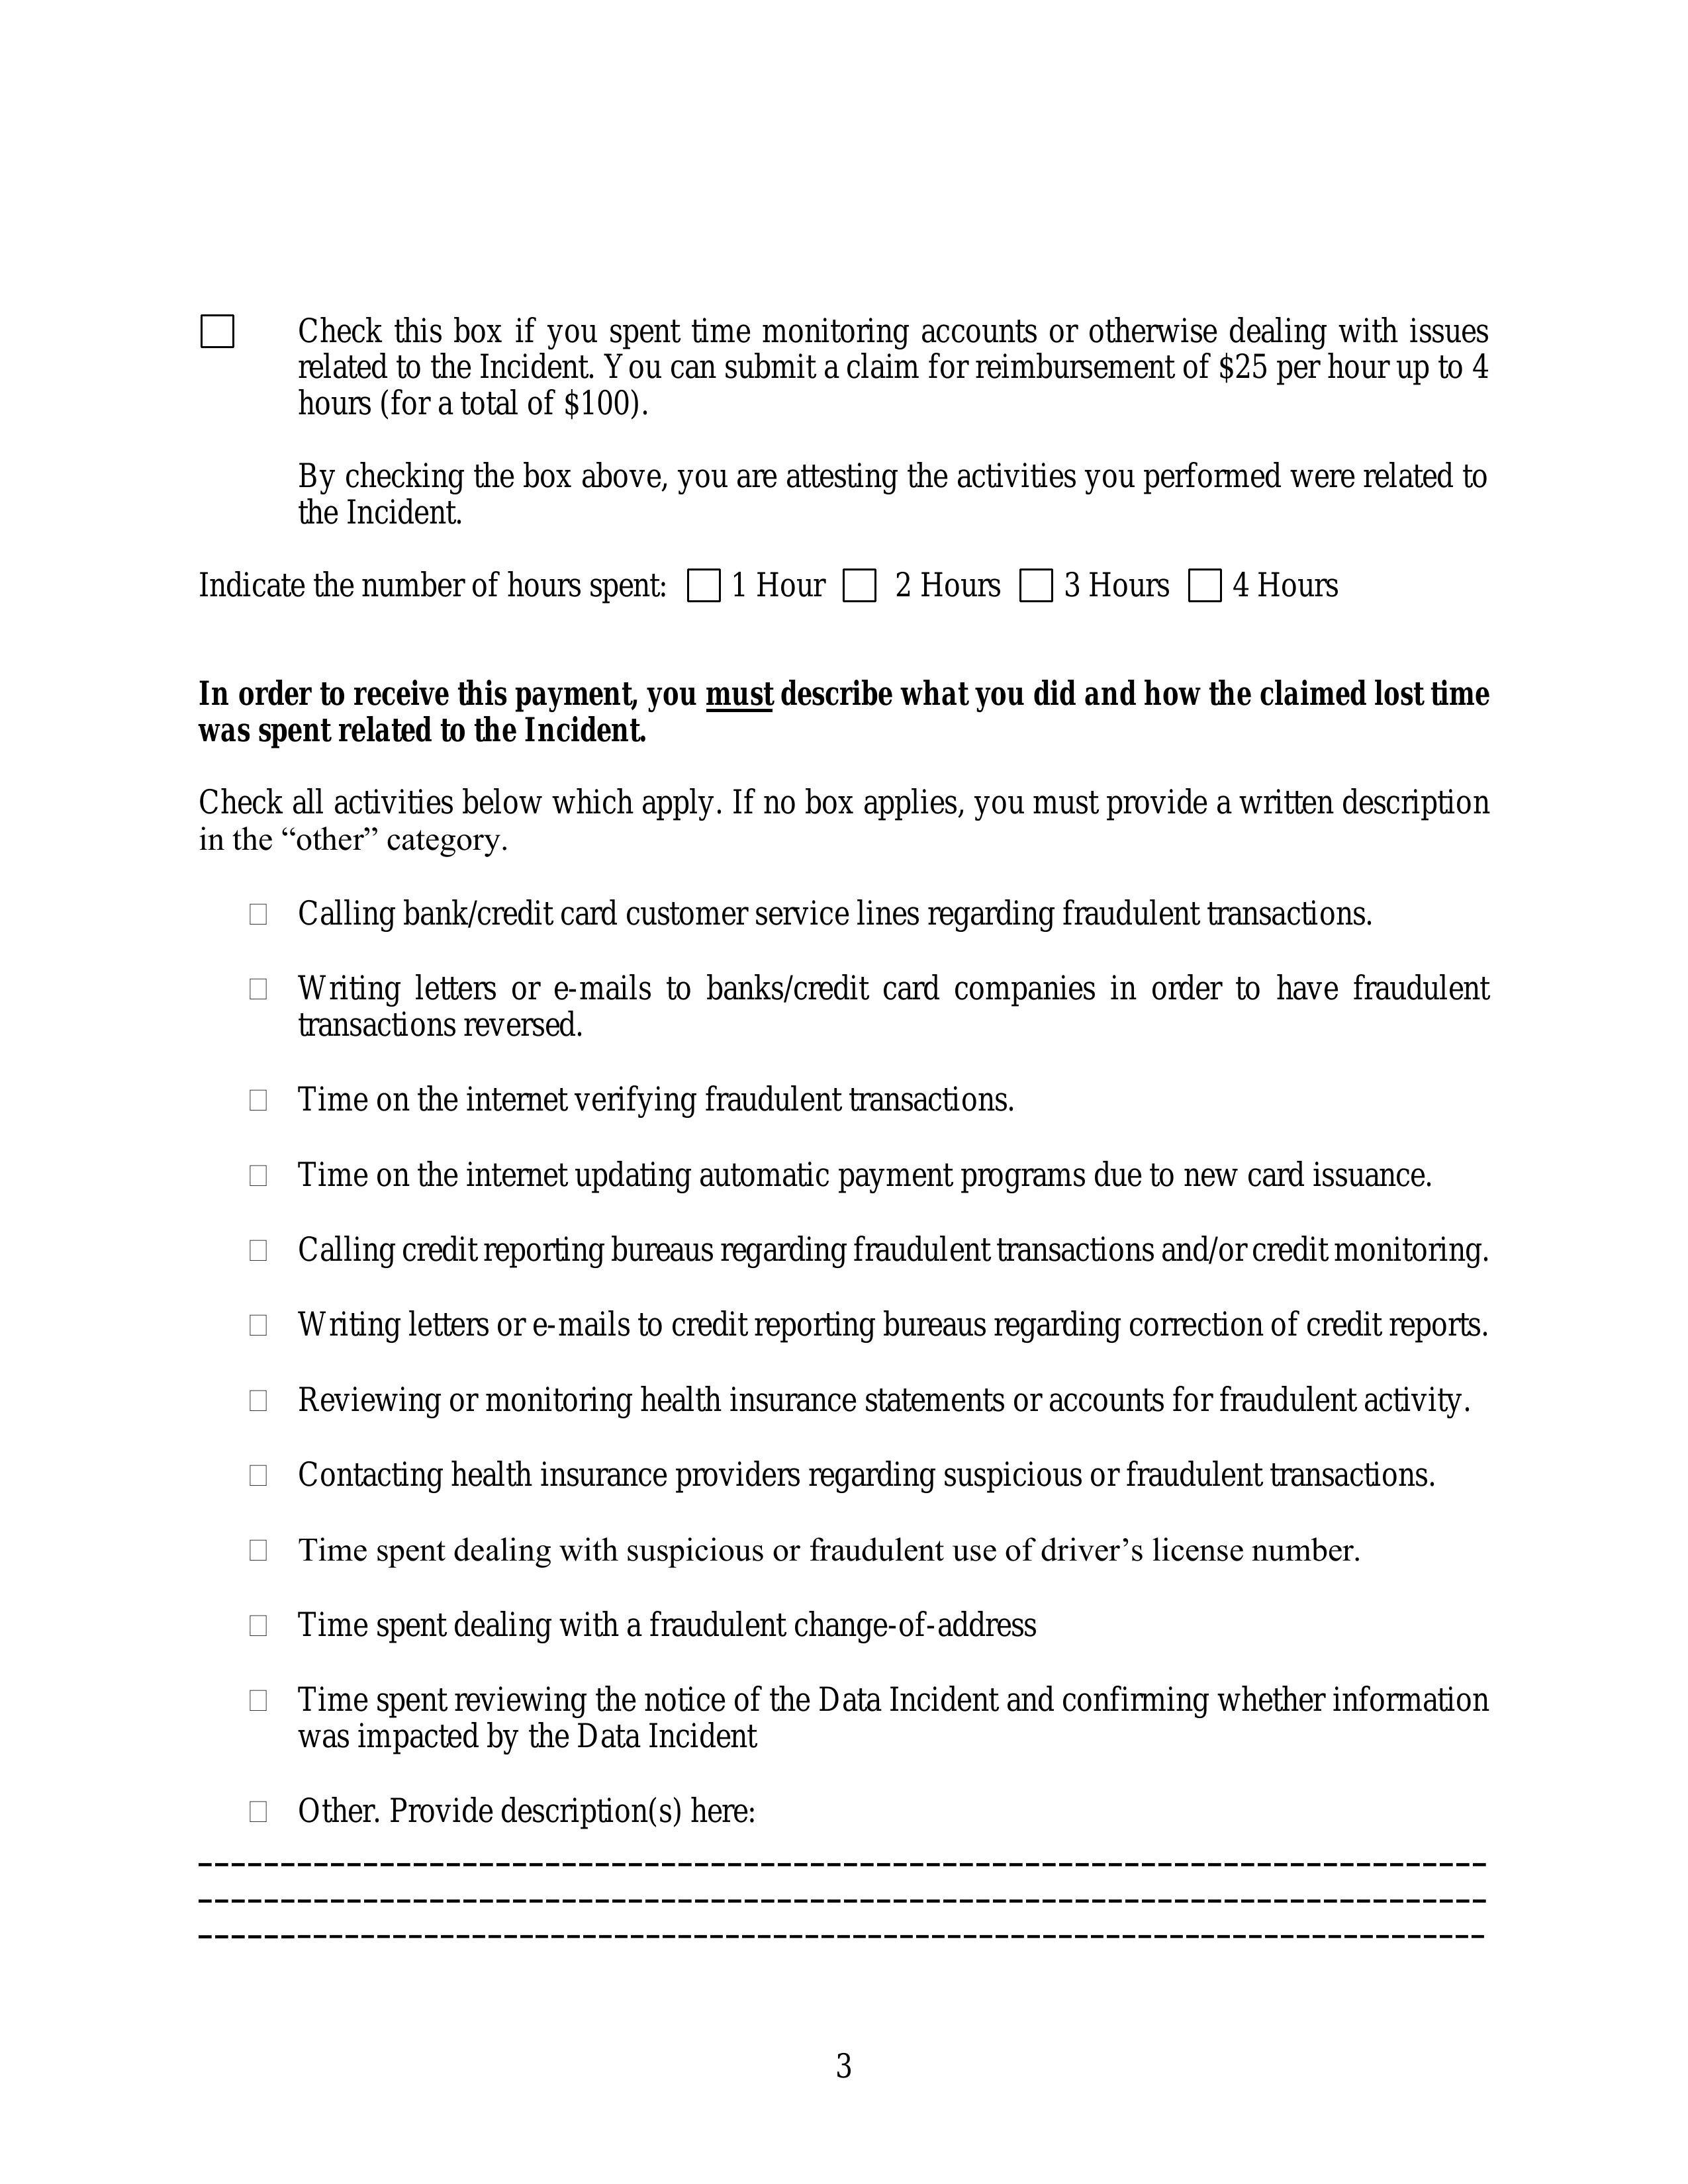 Check this box if you spent time monitoring accounts or otherwise dealing with issues
related to the Incident. You can submit a claim for reimbursement of $25 per hour up to 4
hours (for a total of $100).
By checking the box above, you are attesting the activities you performed were related to
the Incident.
Indicate the number of hours spent: 1 Hour 2 Hours 3 Hours 4 Hours
In order to receive this payment, you must describe what you did and how the claimed lost time
was spent related to the Incident.
Check all activities below which apply. If no box applies, you must provide a written description
in the “other” category.
Calling bank/credit card customer service lines regarding fraudulent transactions.
Writing letters or e-mails to banks/credit card companies in order to have fraudulent
transactions reversed.
Time on the internet verifying fraudulent transactions.
Time on the internet updating automatic payment programs due to new card issuance.
Calling credit reporting bureaus regarding fraudulent transactions and/or credit monitoring.
Writing letters or e-mails to credit reporting bureaus regarding correction of credit reports.
Reviewing or monitoring health insurance statements or accounts for fraudulent activity.
Contacting health insurance providers regarding suspicious or fraudulent transactions.
Time spent dealing with suspicious or fraudulent use of driver’s license number.
Time spent dealing with a fraudulent change-of-address
Time spent reviewing the notice of the Data Incident and confirming whether information
was impacted by the Data Incident
Other. Provide description(s) here:
3